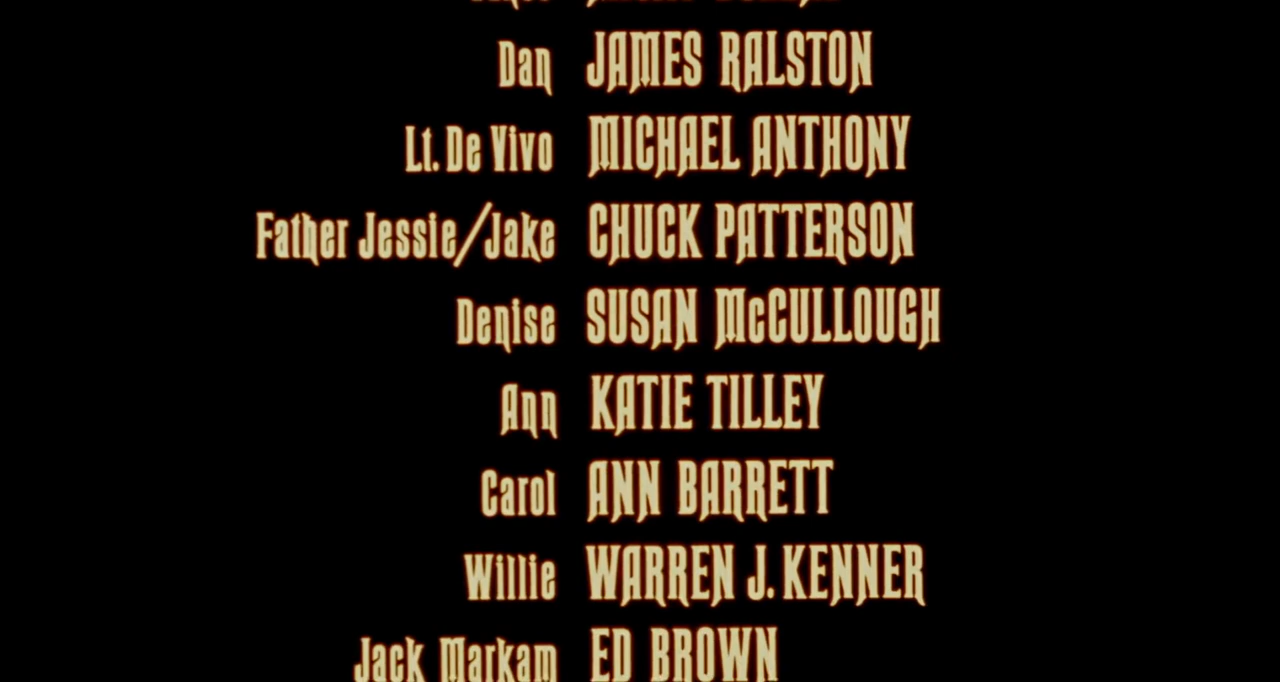 Dan JAMES RALSTON
Lt. De Vivo MICHAEL ANTHONY
Father Jessie/Jake CHUCK PATTERSON
Denise SUSAN McCULLOUGH
Ann KATIE TILLEY
Carol ANN BARRETT
Willie WARREN J. KENNER
Jack Markam ED BROWN